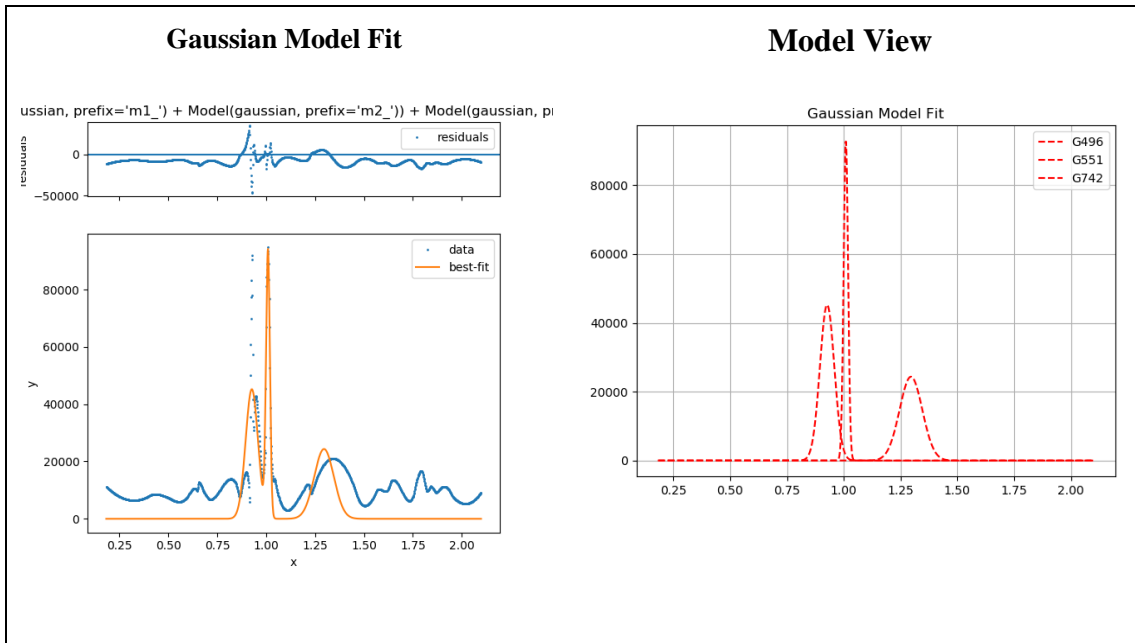 Gaussian Model Fit
ussian, prefix='m1_') + Model(gaussian, prefix='m2_')) + Model(gaussian, pr
residuals
0
−50000
residuals
data
best-fit
80000
60000
40000
20000
0
y
0.25 0.50 0.75 1.00 1.25 1.50 1.75 2.00
x
Model View
Gaussian Model Fit
G496
G551
G742
80000
60000
40000
20000
0
0.25 0.50 0.75 1.00 1.25 1.50 1.75 2.00